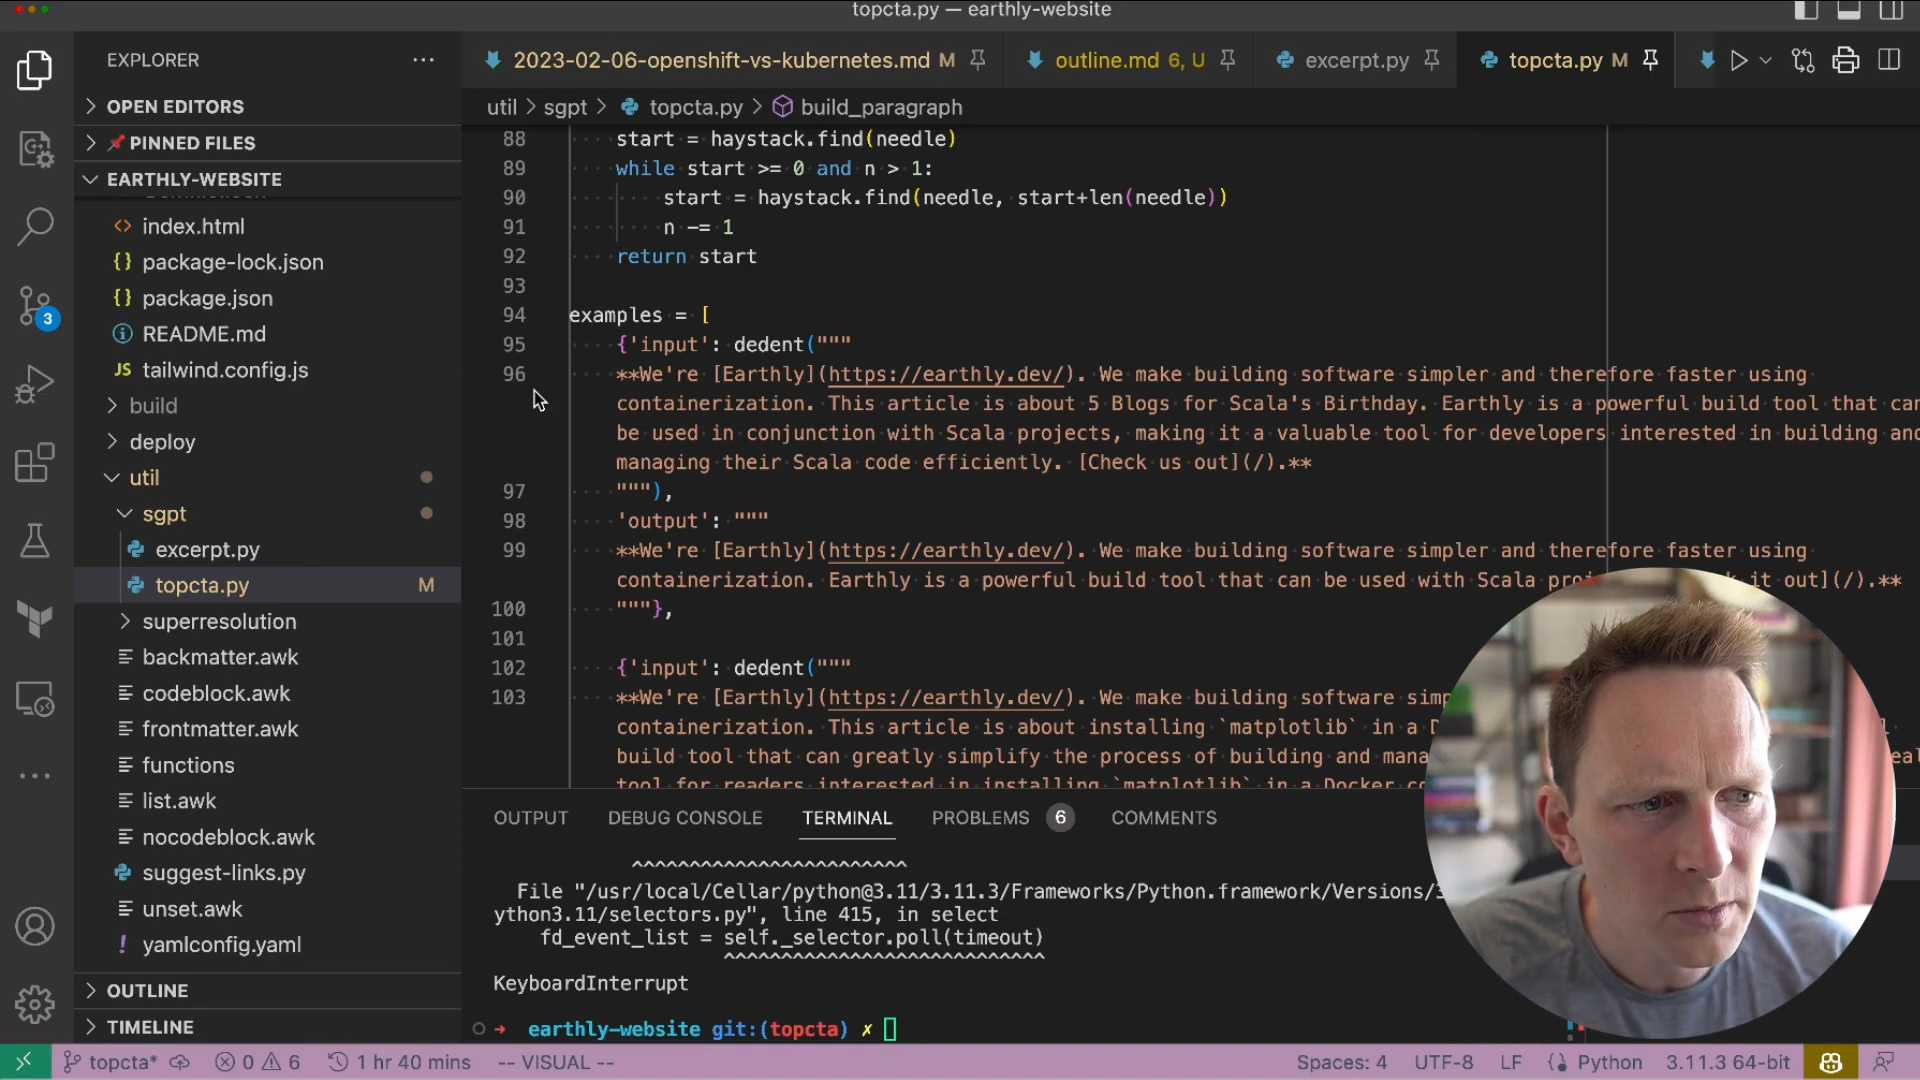 topcta.py — earthly-website
EXPLORER
2023-02-06-openshift-vs-kubernetes.md M
outline.md 6, U
excerpt.py
topcta.py M
OPEN EDITORS
util > sgpt > topcta.py > build_paragraph
PINNED FILES
EARTHLY-WEBSITE
index.html
package-lock.json
package.json
README.md
JS tailwind.config.js
build
deploy
util
sgpt
excerpt.py
topcta.py M
superresolution
backmatter.awk
codeblock.awk
frontmatter.awk
functions
list.awk
nocodeblock.awk
suggest-links.py
unset.awk
! yamlconfig.yaml
OUTLINE
TIMELINE
3
88 start = haystack.find(needle)
89 while start >= 0 and n > 1:
90 start = haystack.find(needle, start+len(needle))
91 n -= 1
92 return start
93
94 examples = [
95 {'input': dedent("""
96 **We're [Earthly](https://earthly.dev/). We make building software simpler and therefore faster using
containerization. This article is about 5 Blogs for Scala's Birthday. Earthly is a powerful build tool that
be used in conjunction with Scala projects, making it a valuable tool for developers interested in building
managing their Scala code efficiently. [Check us out](/).**
97 """),
98 'output': """
99 **We're [Earthly](https://earthly.dev/). We make building software simpler and therefore faster using
containerization. Earthly is a powerful build tool that can be used with Scala it out](/).**
100 """},
101
102 {'input': dedent("""
103 **We're [Earthly](https://earthly.dev/). We make building software
containerization. This article is about installing `matplotlib` in a
build tool that can greatly simplify the process of building and
tool for readers interested in installing `matplotlib` in a Docker
OUTPUT DEBUG CONSOLE TERMINAL PROBLEMS 6 COMMENTS
^^^^^^^^^^^^^^^^^^^^^^^
File "/usr/local/Cellar/python@3.11/3.11.3/Frameworks/Python.framework/Versions/
ython3.11/selectors.py", line 415, in select
fd_event_list = self._selector.poll(timeout)
^^^^^^^^^^^^^^^^^^^^^^^^^^^
KeyboardInterrupt
➜ earthly-website git:(topcta) ✗
topcta* 0 6 1 hr 40 mins -- VISUAL -- Spaces: 4 UTF-8 LF Python 3.11.3 64-bit